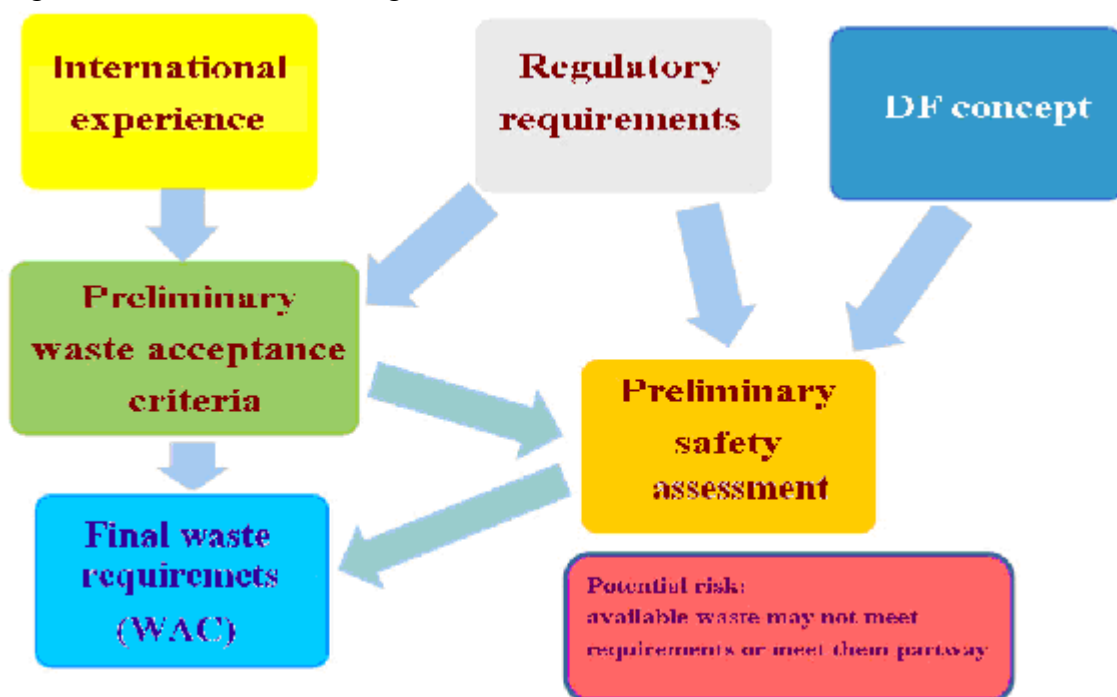 International
experience
Regulatory
requirements
DF concept
Preliminary
waste acceptance
criteria
Preliminary
safety
assessment
Final waste
requiremets
(WAC)
Potential risk:
available waste may not meet
requirements or meet them partway